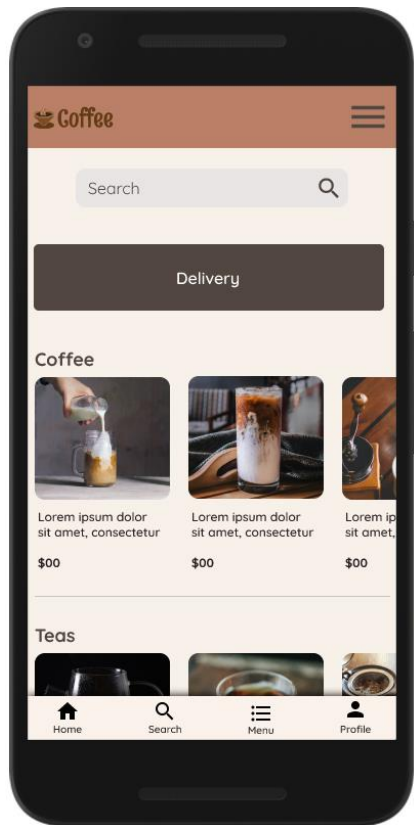 Coffee
Search
Delivery
Coffee
Lorem ipsum dolor
sit amet, consectetur
$00
Lorem ipsum dolor
sit amet, consectetur
$00
Lorem ip
sit amet,
$00
Teas
Home
Search
Menu
Profile